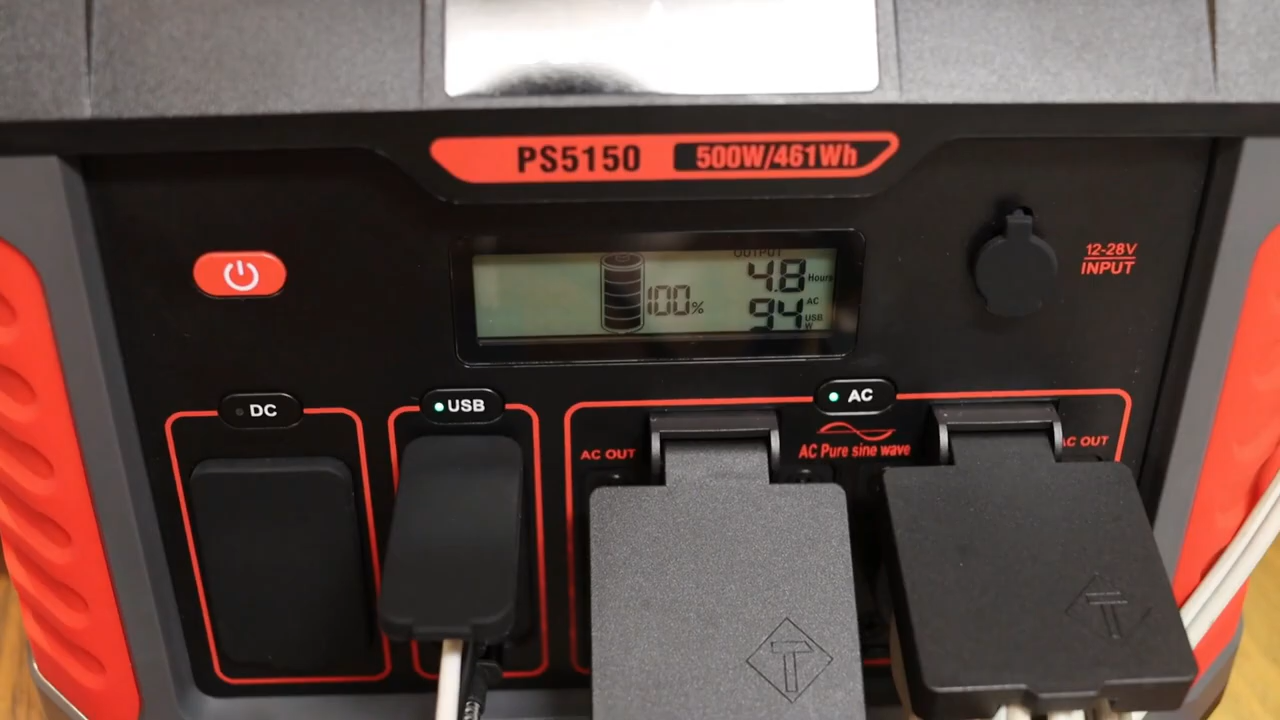 PS5150 500W/461Wh
OUTPUT
4.8 Hours
100%
94 AC USB W
12-28V
INPUT
DC
USB
AC
AC OUT
AC Pure sine wave
AC OUT
T
T